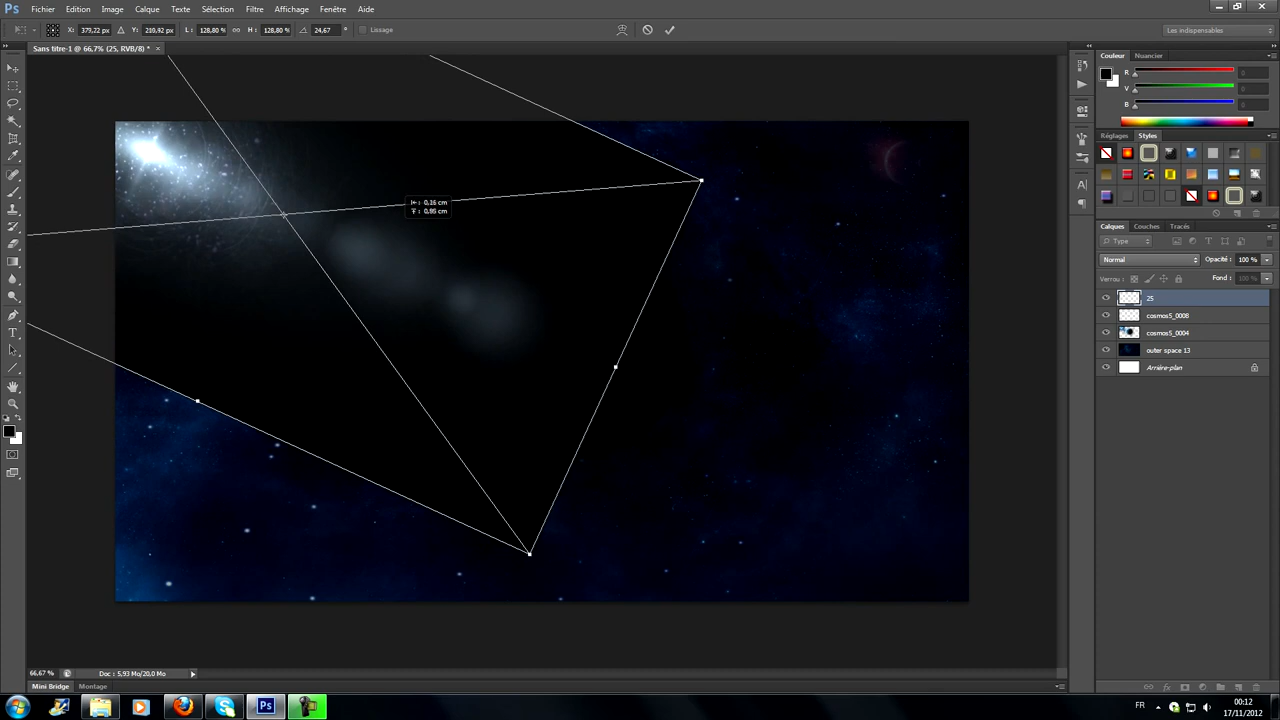 Ps Fichier Edition Image Calque Texte Sélection Filtre Affichage Fenêtre Aide
X: 379,22 px Y: 210,92 px L: 128,80 % H: 128,80 % 24,67 ° Lissage Les indispensables
Sans titre-1 @ 66,7% (25, RVB/8) * ×
Couleur Nuancier
R 0
V 0
B 0
Réglages Styles
0,16 cm
0,95 cm
Calques Couches Tracés
Type
Normal Opacité : 100 %
Verrou : Fond : 100 %
25
cosmos5_0008
cosmos5_0004
outer space 13
Arrière-plan
66,67 % Doc : 5,93 Mo/20,0 Mo
Mini Bridge Montage
Ps FR 00:12
17/11/2012